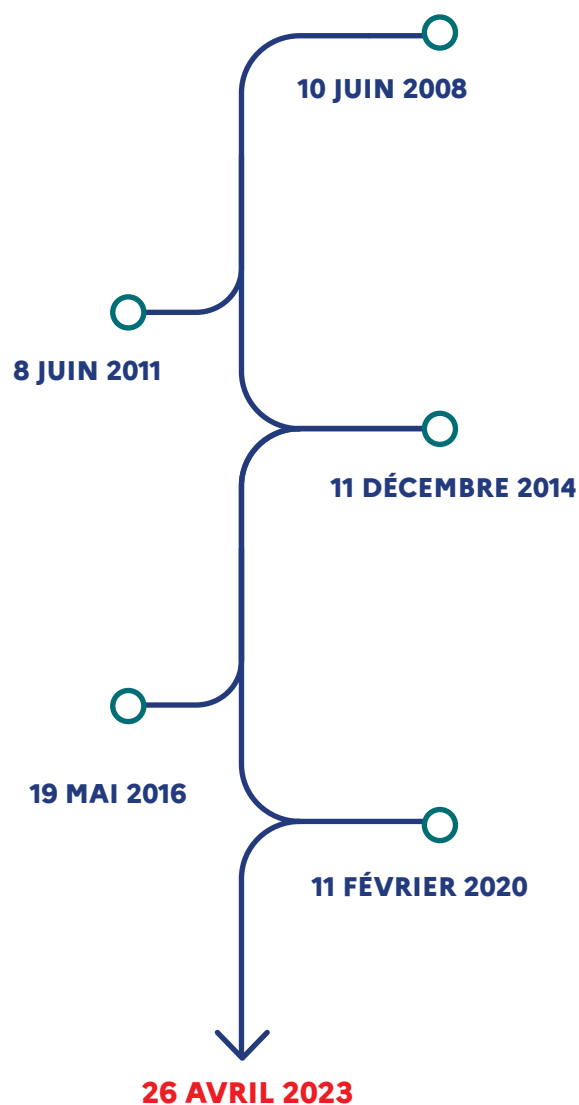 10 JUIN 2008
8 JUIN 2011
11 DÉCEMBRE 2014
19 MAI 2016
11 FÉVRIER 2020
26 AVRIL 2023